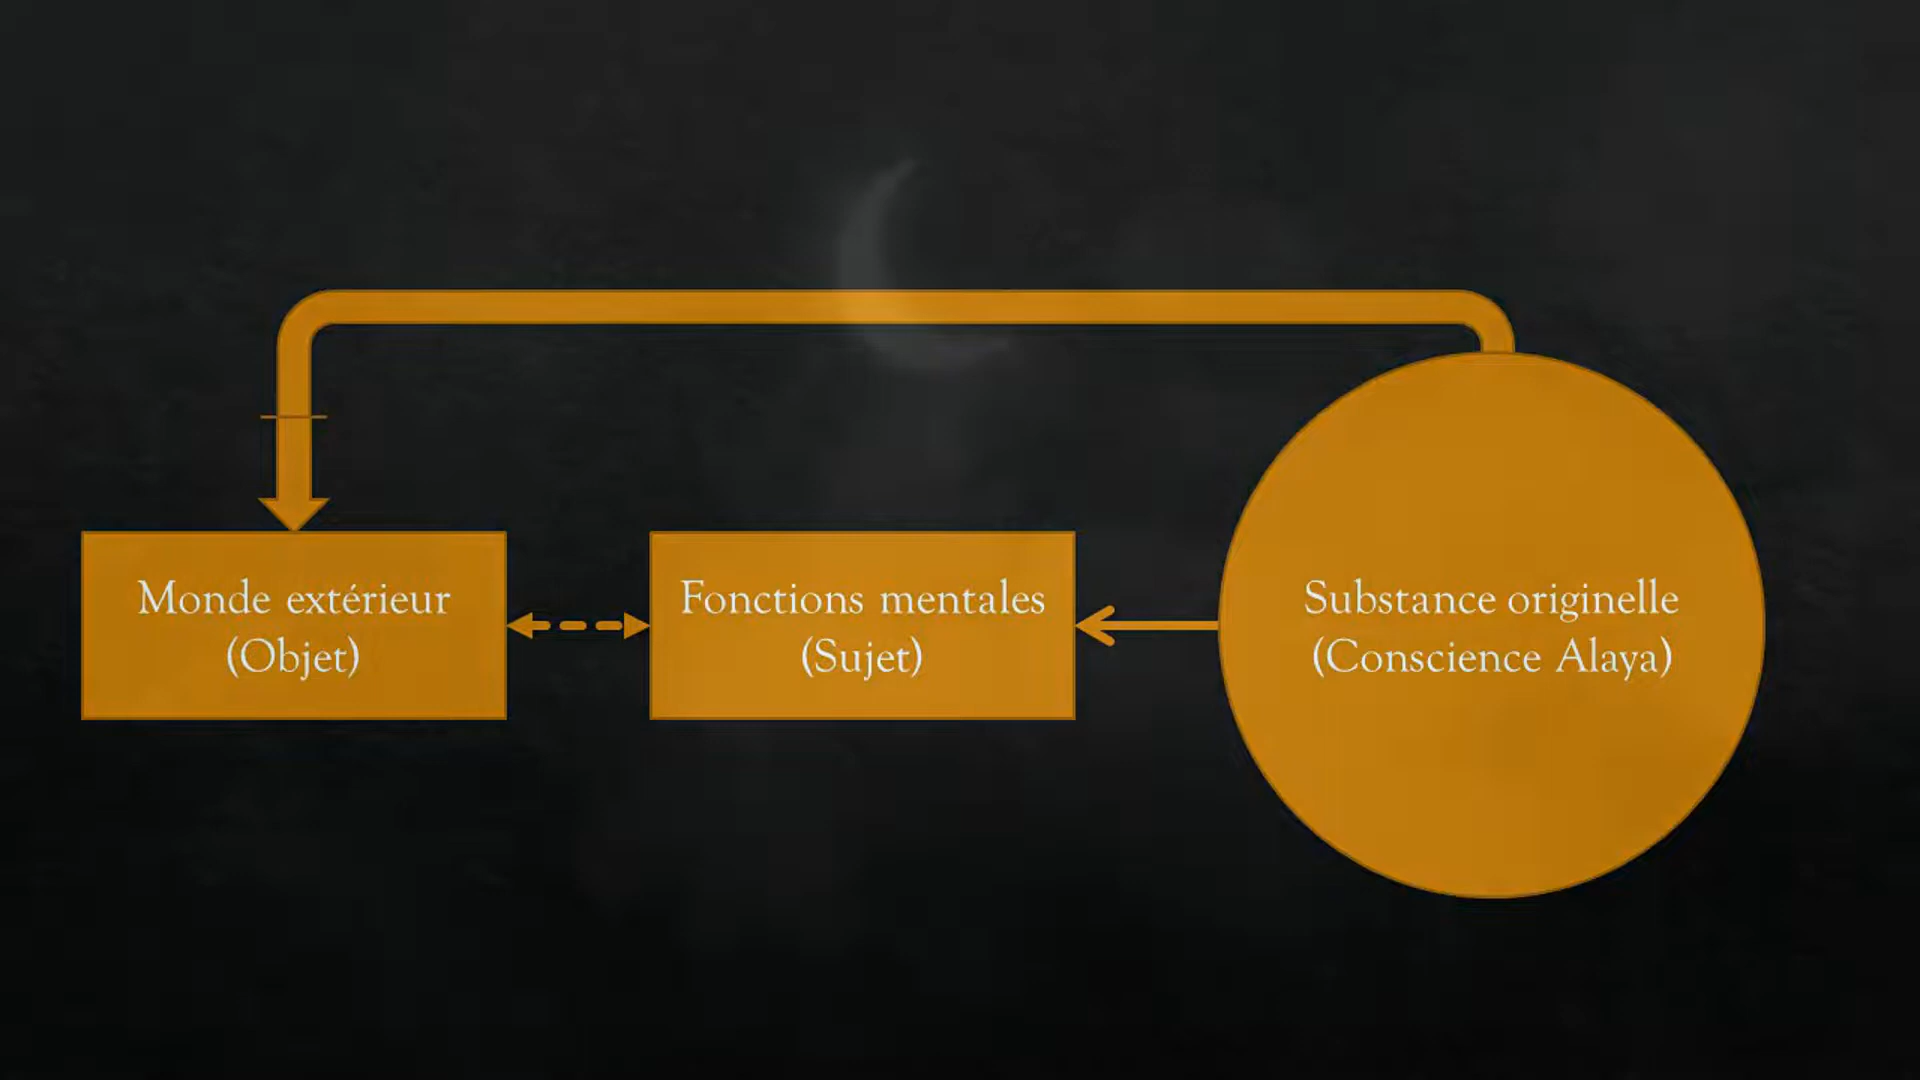 Monde extérieur
(Objet)
Fonctions mentales
(Sujet)
Substance originelle
(Conscience Alaya)